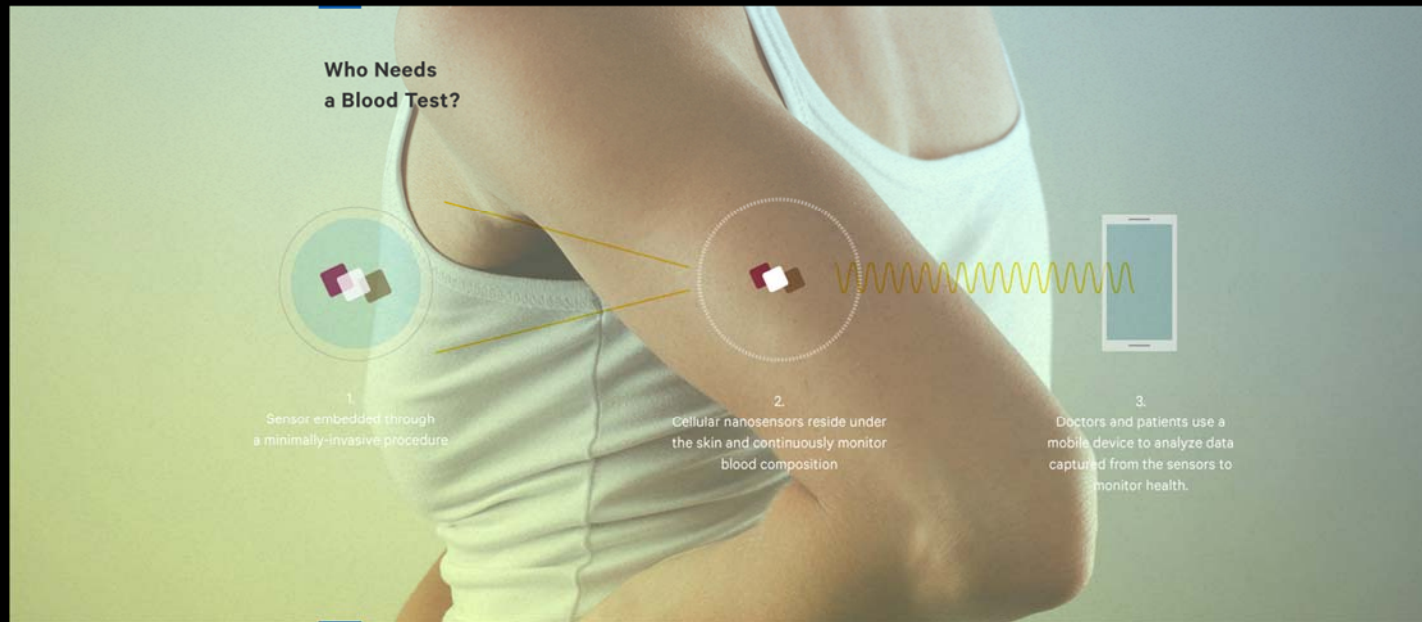 Who Needs
a Blood Test?
1.
Sensor embedded through
a minimally-invasive procedure
2.
Cellular nanosensors reside under
the skin and continuously monitor
blood composition
3.
Doctors and patients use a
mobile device to analyze data
captured from the sensors to
monitor health.